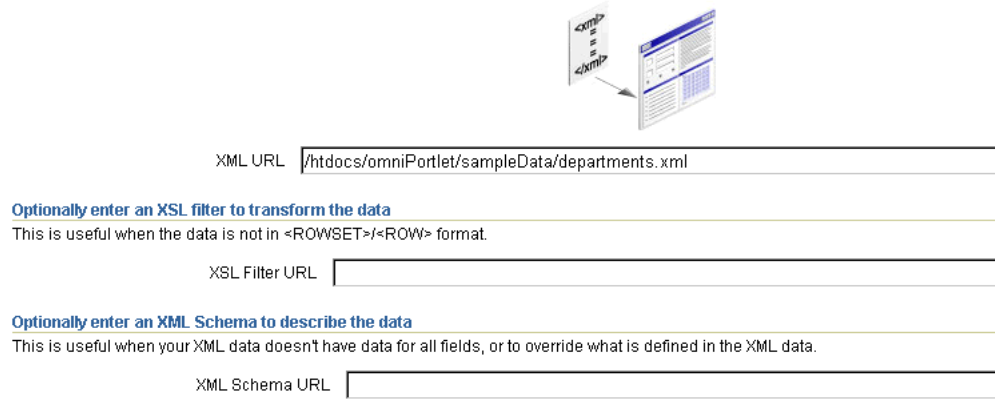 <xml>
=
=
=
</xml>
XML URL /htdocs/omniPortlet/sampleData/departments.xml
Optionally enter an XSL filter to transform the data
This is useful when the data is not in <ROWSET>/<ROW> format.
XSL Filter URL
Optionally enter an XML Schema to describe the data
This is useful when your XML data doesn't have data for all fields, or to override what is defined in the XML data.
XML Schema URL